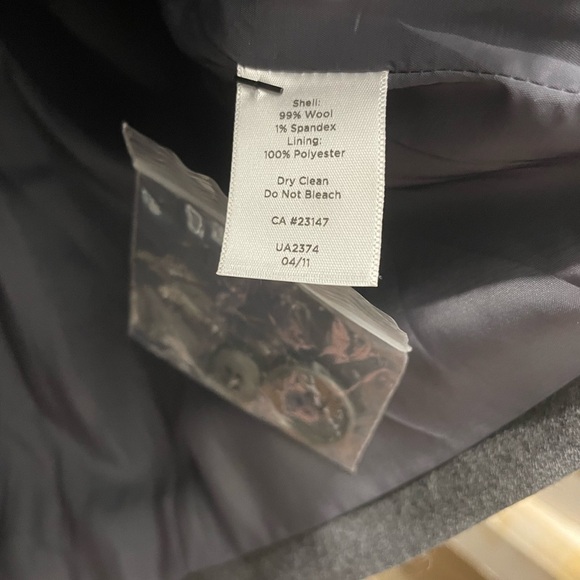 Shell:
99% Wool
1% Spandex
Lining:
100% Polyester
Dry Clean
Do Not Bleach
CA #23147
UA2374
04/11